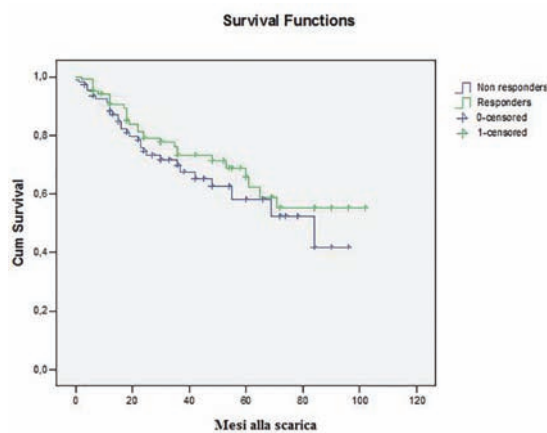 Survival Functions
Non responders
Responders
0-censored
1-censored
Cum Survival
1,0
0,8
0,6
0,4
0,2
0,0
0 20 40 60 80 100 120
Mesi alla scarica